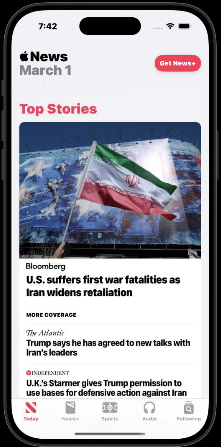 7:42
News
March 1
Get News+
Top Stories
Bloomberg
U.S. suffers first war fatalities as
Iran widens retaliation
MORE COVERAGE
The Atlantic
Trump says he has agreed to new talks with
Iran's leaders
INDEPENDENT
U.K.'s Starmer gives Trump permission to
use bases for defensive action against Iran
Today
News+
Sports
Audio
Following